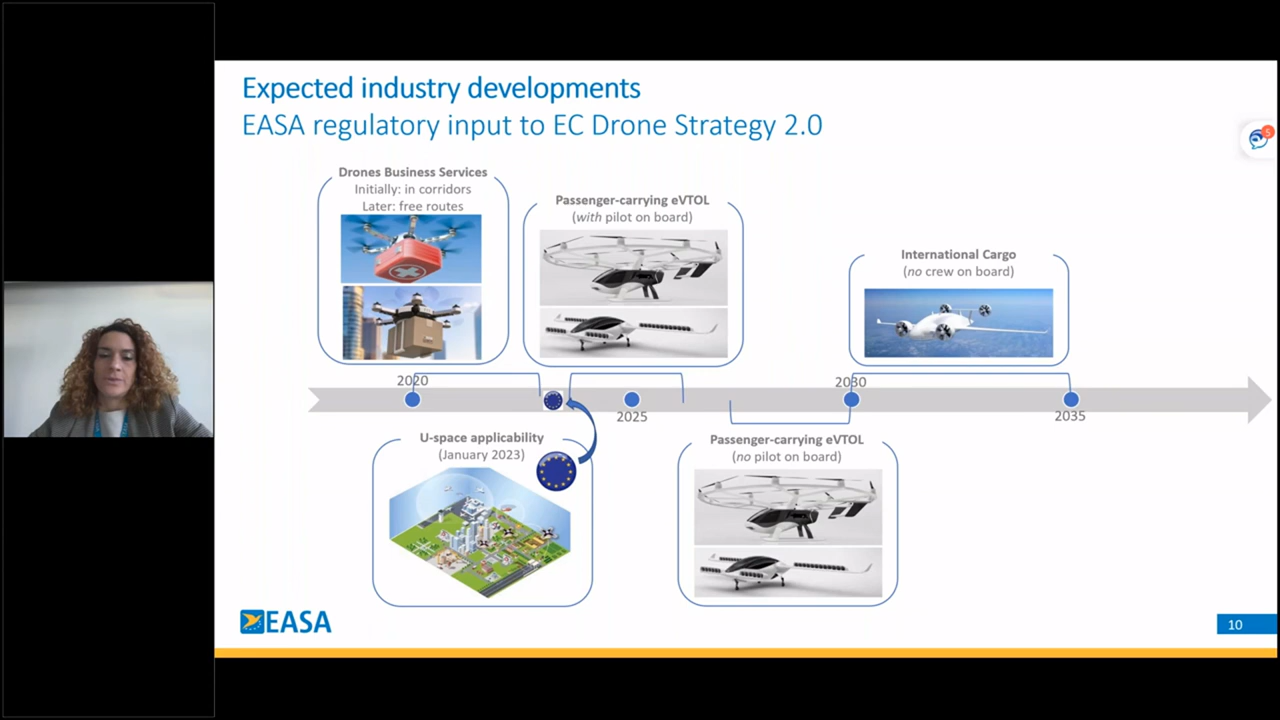 Expected industry developments
EASA regulatory input to EC Drone Strategy 2.0
5
Drones Business Services
Initially: in corridors
Later: free routes
Passenger-carrying eVTOL
(with pilot on board)
International Cargo
(no crew on board)
2020
2025
2030
2035
U-space applicability
(January 2023)
Passenger-carrying eVTOL
(no pilot on board)
EASA
10